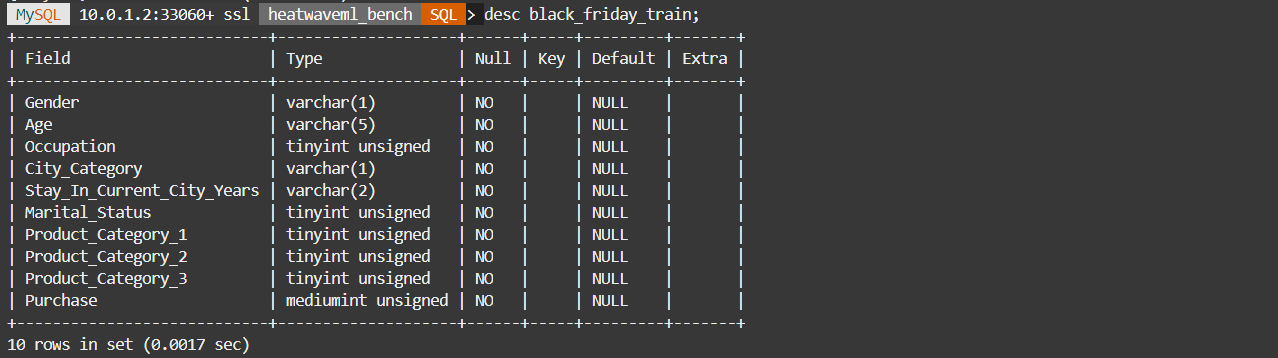 MySQL 10.0.1.2:33060+ ssl heatwaveml_bench SQL > desc black_friday_train;
+----------------------------+--------------------+------+-----+---------+-------+
| Field                      | Type               | Null | Key | Default | Extra |
+----------------------------+--------------------+------+-----+---------+-------+
| Gender                     | varchar(1)         | NO   |     | NULL    |       |
| Age                        | varchar(5)         | NO   |     | NULL    |       |
| Occupation                 | tinyint unsigned   | NO   |     | NULL    |       |
| City_Category              | varchar(1)         | NO   |     | NULL    |       |
| Stay_In_Current_City_Years | varchar(2)         | NO   |     | NULL    |       |
| Marital_Status             | tinyint unsigned   | NO   |     | NULL    |       |
| Product_Category_1         | tinyint unsigned   | NO   |     | NULL    |       |
| Product_Category_2         | tinyint unsigned   | NO   |     | NULL    |       |
| Product_Category_3         | tinyint unsigned   | NO   |     | NULL    |       |
| Purchase                   | mediumint unsigned | NO   |     | NULL    |       |
+----------------------------+--------------------+------+-----+---------+-------+
10 rows in set (0.0017 sec)